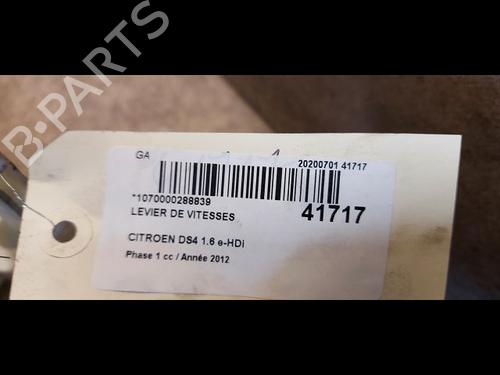 B-PARTS
GA
20200701 41717
*1070000288839
41717
LEVIER DE VITESSES
CITROEN DS4 1.6 e-HDi
Phase 1 cc / Année 2012